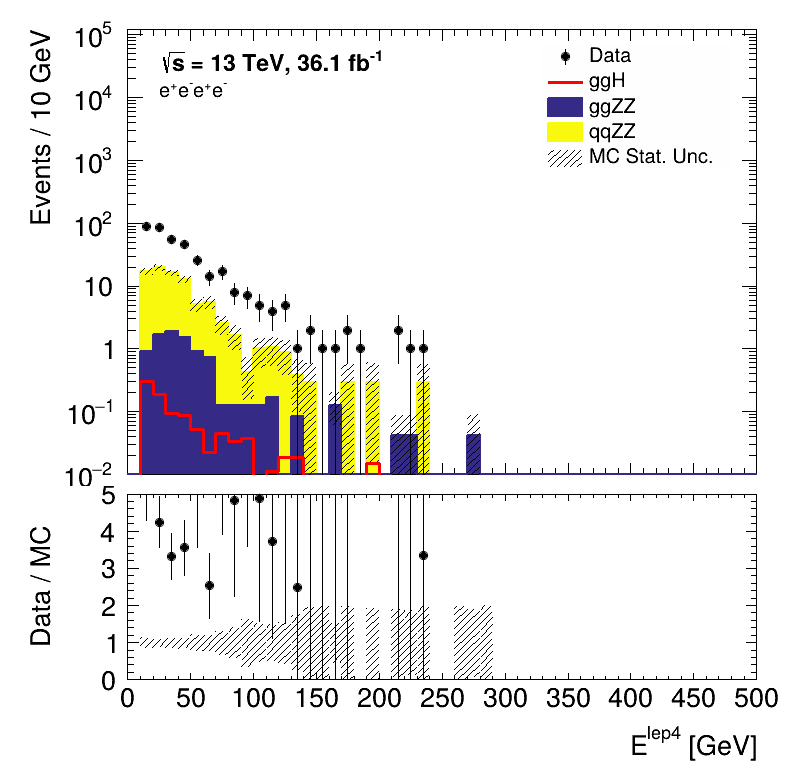 Events / 10 GeV
10⁵
10⁴
10³
10²
10
1
10⁻¹
10⁻²
√s = 13 TeV, 36.1 fb⁻¹
e⁺e⁻e⁺e⁻
Data
ggH
ggZZ
qqZZ
MC Stat. Unc.
Data / MC
5
4
3
2
1
0
0 50 100 150 200 250 300 350 400 450 500
E^lep4 [GeV]